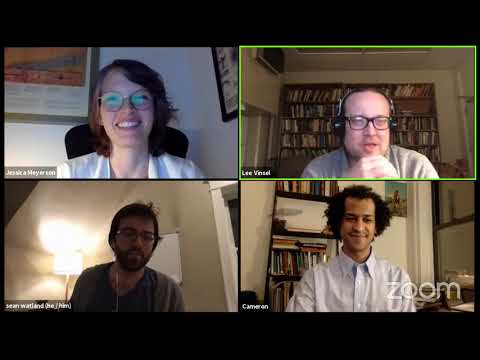 Jessica Meyerson
Lee Vinsel
sean watland (he / him)
Cameron
zoom